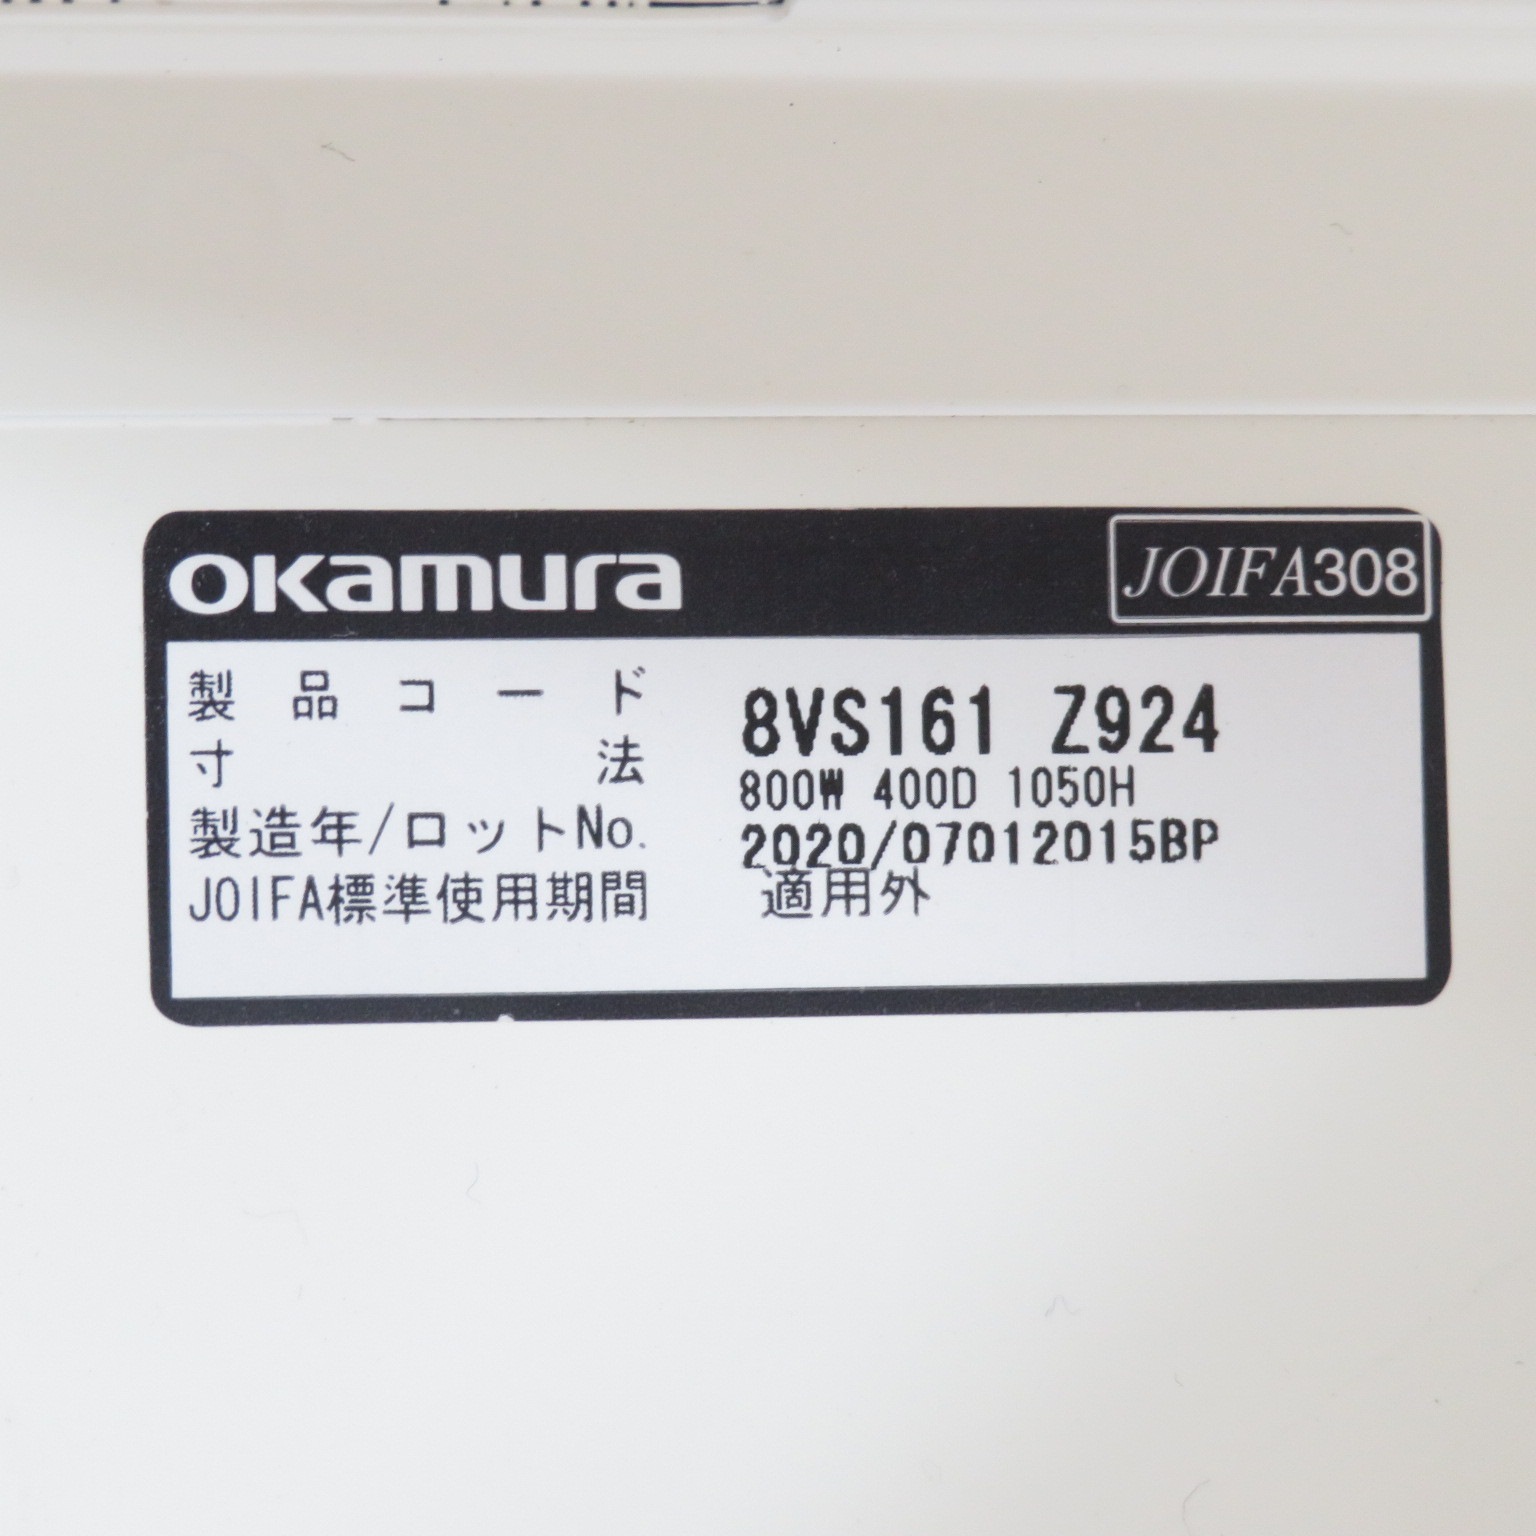 okamura JOIFA308
製品コード 8VS161 Z924
寸法 800W 400D 1050H
製造年/ロットNo. 2020/07012015BP
JOIFA標準使用期間 適用外